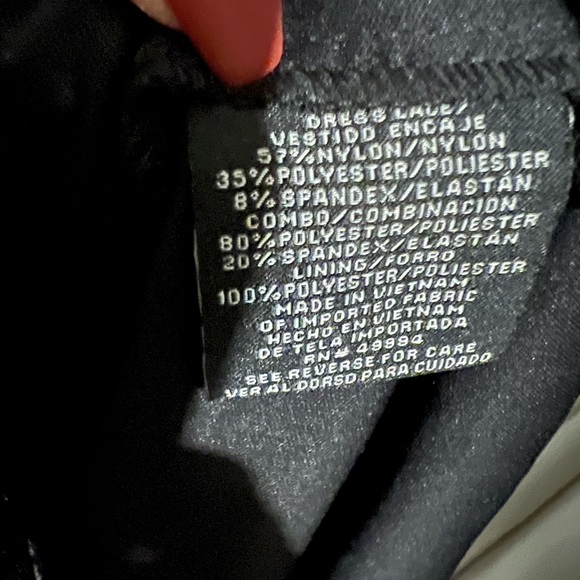 DRESS LACE/
VESTIDO ENCAJE
57%NYLON/NYLON
35%POLYESTER/POLIESTER
8%SPANDEX/ELASTÁN
COMBO/COMBINACION
80%POLYESTER/POLIESTER
20%SPANDEX/ELASTÁN
LINING/FORRO
100%POLYESTER/POLIESTER
MADE IN VIETNAM
OF IMPORTED FABRIC
HECHO EN VIETNAM
DE TELA IMPORTADA
RN# 49994
SEE REVERSE FOR CARE
VER AL DORSO PARA CUIDADO